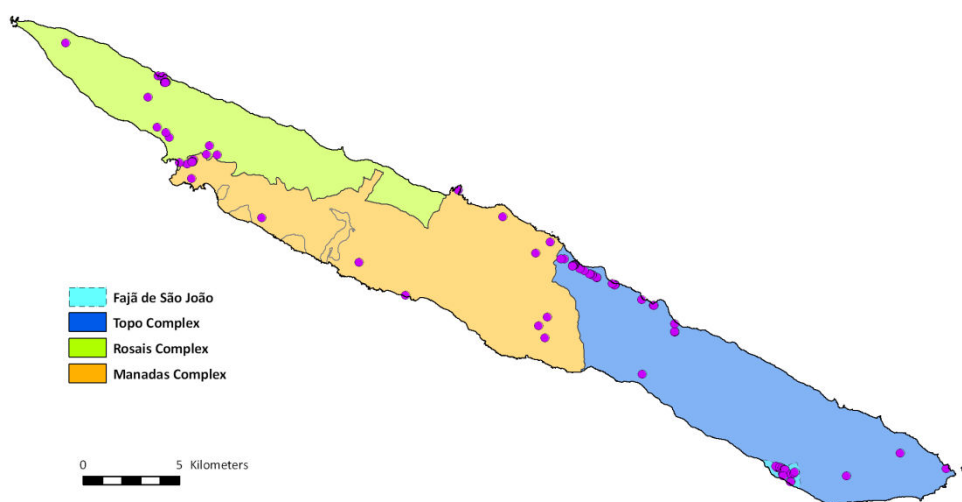 Fajã de São João
Topo Complex
Rosais Complex
Manadas Complex
0 5 Kilometers